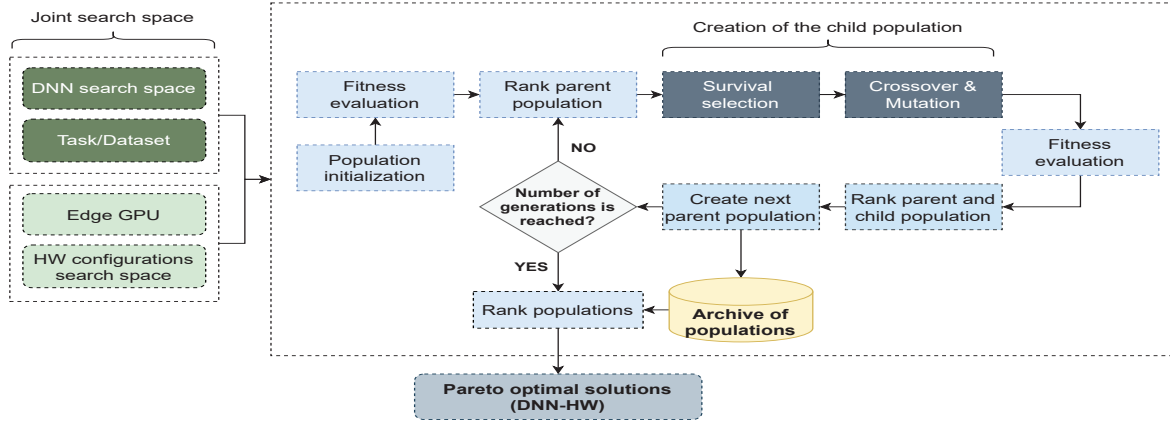 Joint search space
DNN search space
Task/Dataset
Edge GPU
HW configurations
search space
Creation of the child population
Fitness
evaluation
Rank parent
population
Survival
selection
Crossover &
Mutation
Population
initialization
NO
Fitness
evaluation
Number of
generations is
reached?
Create next
parent population
Rank parent and
child population
YES
Rank populations
Archive of
populations
Pareto optimal solutions
(DNN-HW)